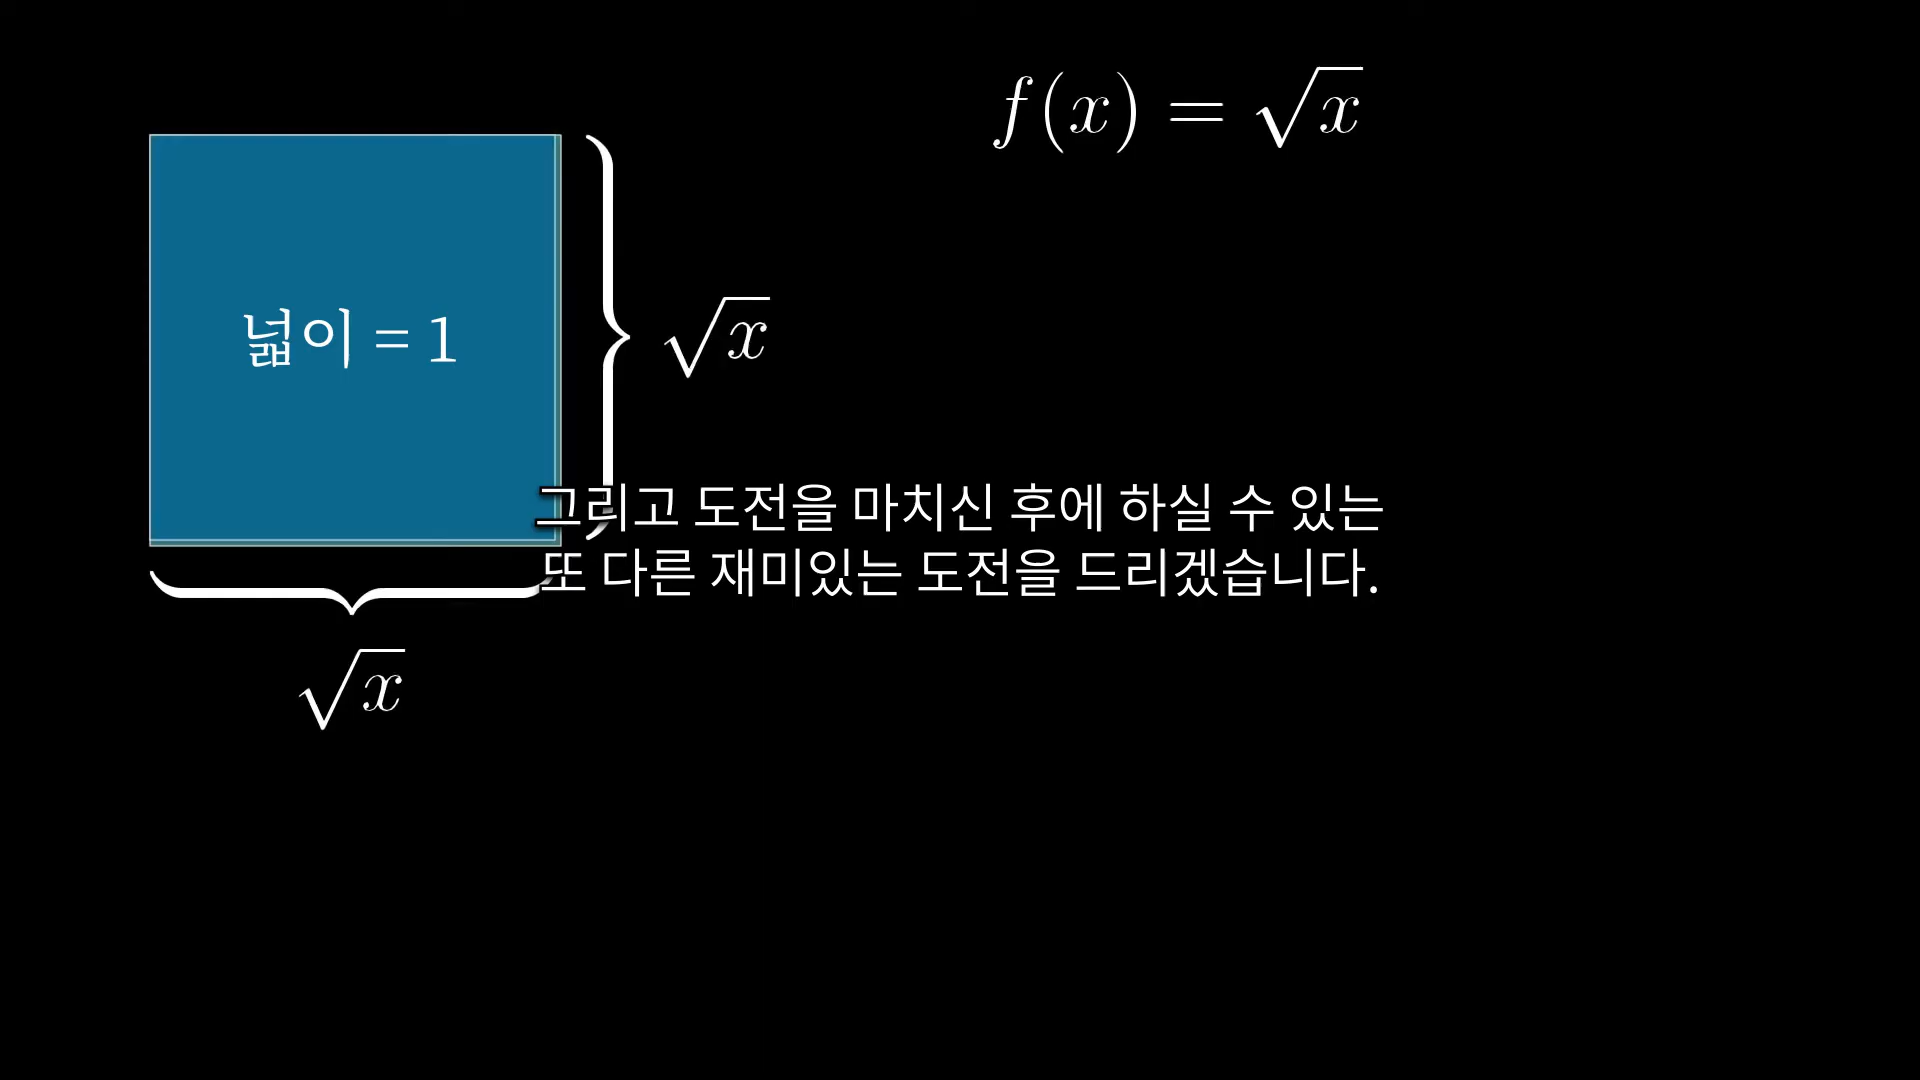 f(x) = √x
넓이 = 1
√x
그리고 도전을 마치신 후에 하실 수 있는
또 다른 재미있는 도전을 드리겠습니다.
√x